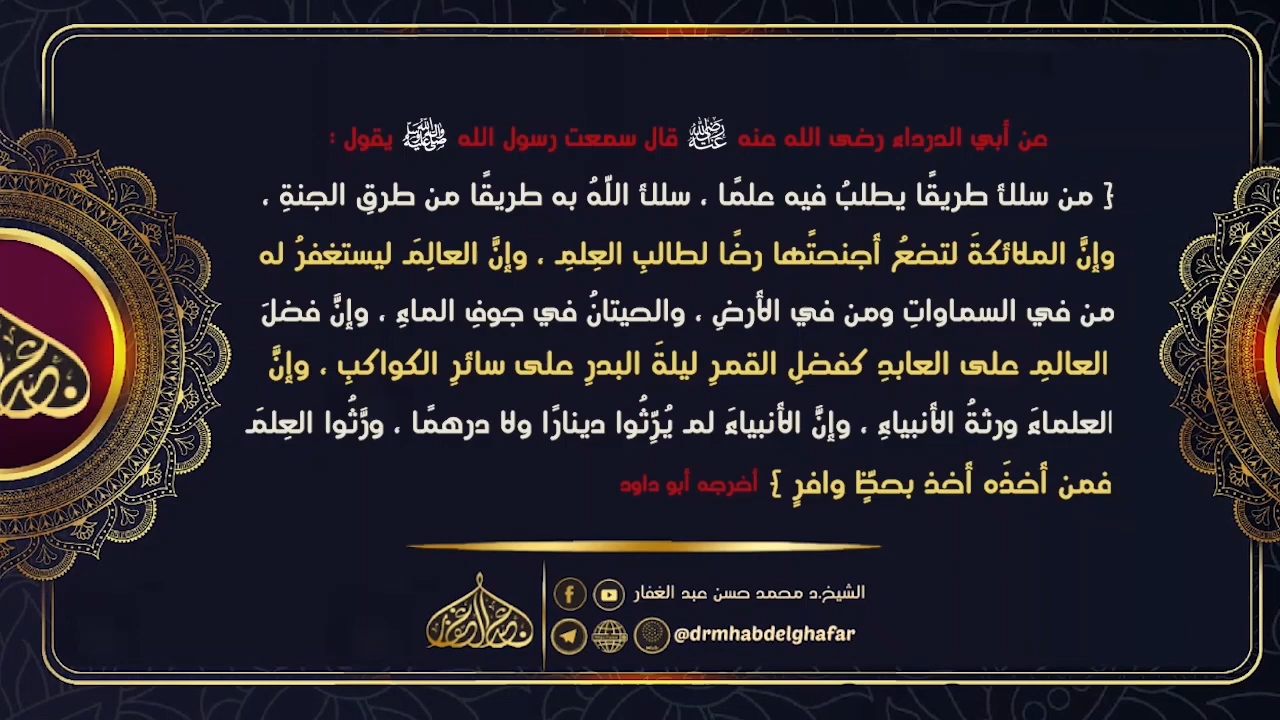 عن أبي الدرداء رضى الله عنه ﵁ قال سمعت رسول الله ﷺ يقول :
{ من سلك طريقًا يطلبُ فيه علمًا ، سلك اللّهُ به طريقًا من طرقِ الجنةِ ،
وإنَّ الملائكةَ لتضعُ أجنحتَها رضًا لطالبِ العِلمِ ، وإنَّ العالِمَ ليستغفرُ له
من في السماواتِ ومن في الأرضِ ، والحيتانُ في جوفِ الماءِ ، وإنَّ فضلَ
العالمِ على العابدِ كفضلِ القمرِ ليلةَ البدرِ على سائرِ الكواكبِ ، وإنَّ
العلماءَ ورثةُ الأنبياءِ ، وإنَّ الأنبياءَ لم يُرِّثُوا دينارًا ولا درهمًا ، ورَّثُوا العِلمَ
فمن أخذَه أخذ بحظٍّ وافرٍ } أخرجه أبو داود
الشيخ.د محمد حسن عبد الغفار
@drmhabdelghafar